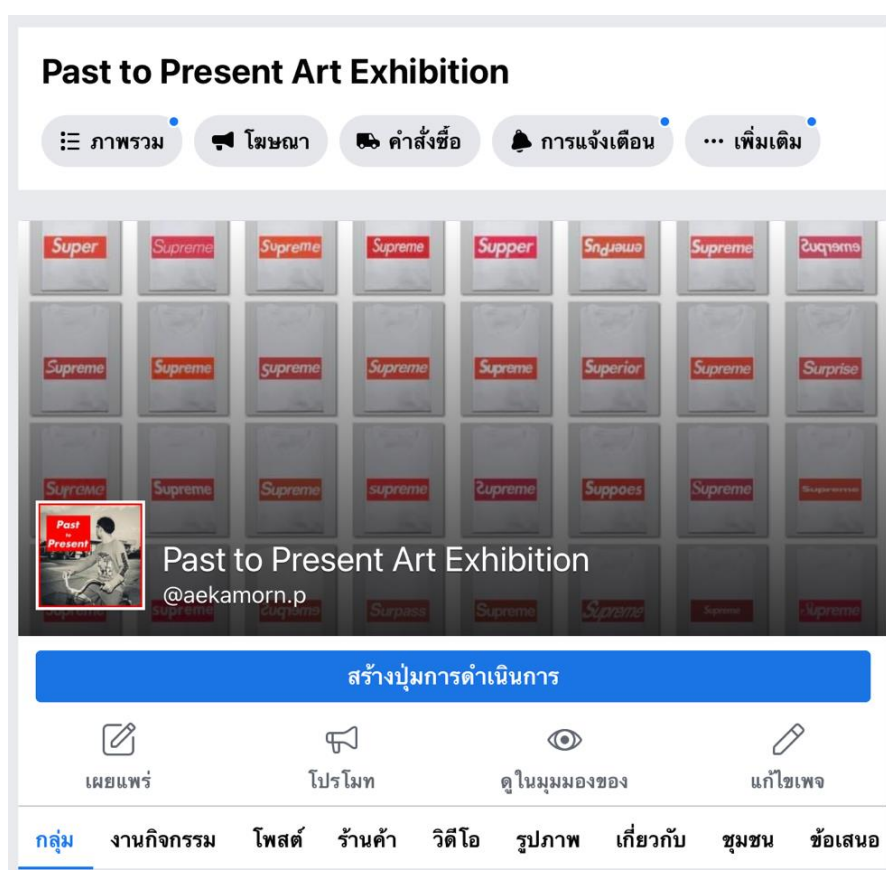 Past to Present Art Exhibition
ภาพรวม โฆษณา คำสั่งซื้อ การแจ้งเตือน ··· เพิ่มเติม
Super Supreme Supreme Supreme Supper Supreme
Supreme Supreme Supreme Supreme Supreme Superior Supreme Surprise
Supreme Supreme supreme Supreme Suppoes Supreme Supreme
Past
to
Present
Past to Present Art Exhibition
@aekamorn.p
supreme Surpass Supreme Supreme Supreme Supreme
สร้างปุ่มการดำเนินการ
เผยแพร่ โปรโมท ดูในมุมมองของ แก้ไขเพจ
กลุ่ม งานกิจกรรม โพสต์ ร้านค้า วิดีโอ รูปภาพ เกี่ยวกับ ชุมชน ข้อเสนอ